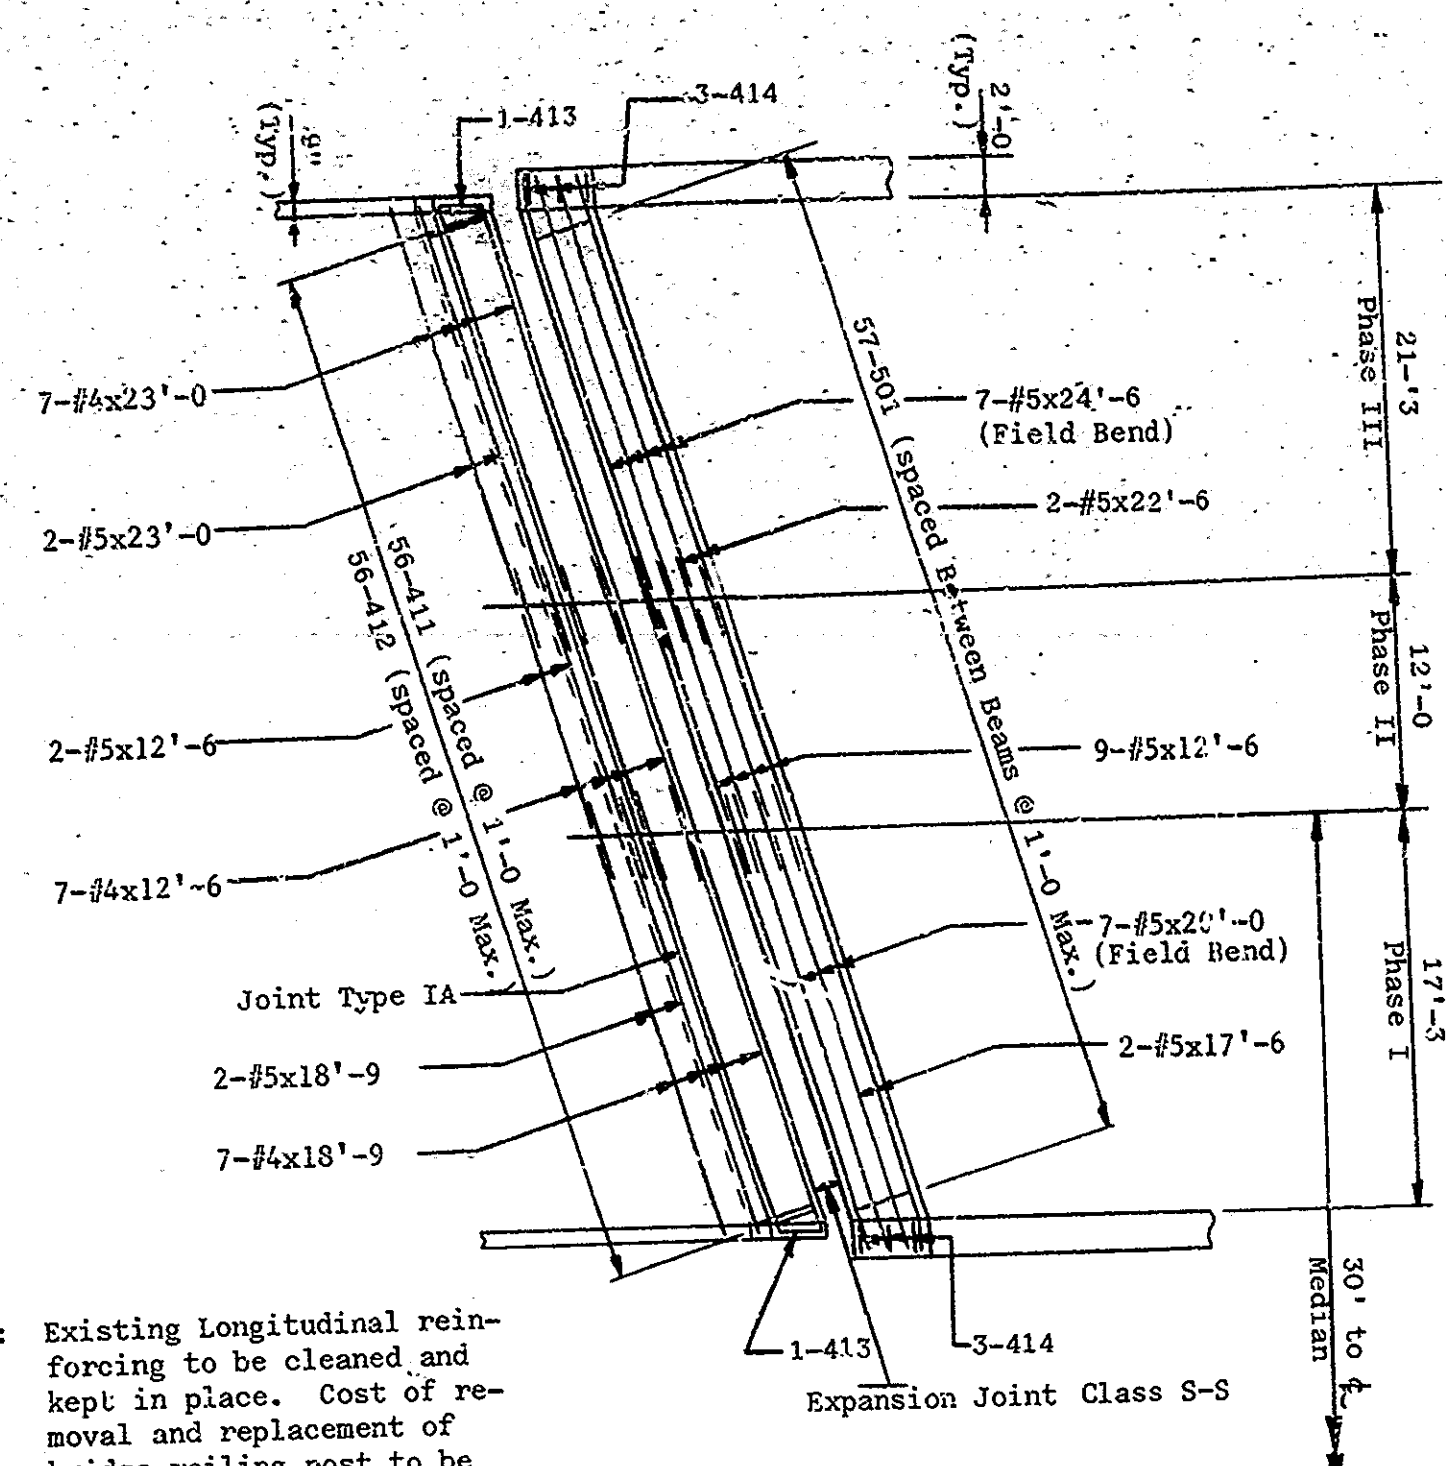 3-414
1-413
2'-0
(Typ.)
9"
(Typ.)
7-#4x23'-0
2-#5x23'-0
2-#5x12'-6
7-#4x12'-6
Joint Type IA
2-#5x18'-9
7-#4x18'-9
56-411 (spaced @ 1'-0 Max.)
56-412 (spaced @ 1'-0 Max.)
57-501 (spaced Between Beams @ 1'-0 Max.)
7-#5x24'-6
(Field Bend)
2-#5x22'-6
9-#5x12'-6
7-#5x20'-0
(Field Bend)
2-#5x17'-6
21-'3
Phase III
12'-0
Phase II
17'-3
Phase I
30' to ℄
Median
1-413
3-414
Expansion Joint Class S-S
: Existing Longitudinal rein-
forcing to be cleaned and
kept in place. Cost of re-
moval and replacement of
bridge railing post to be